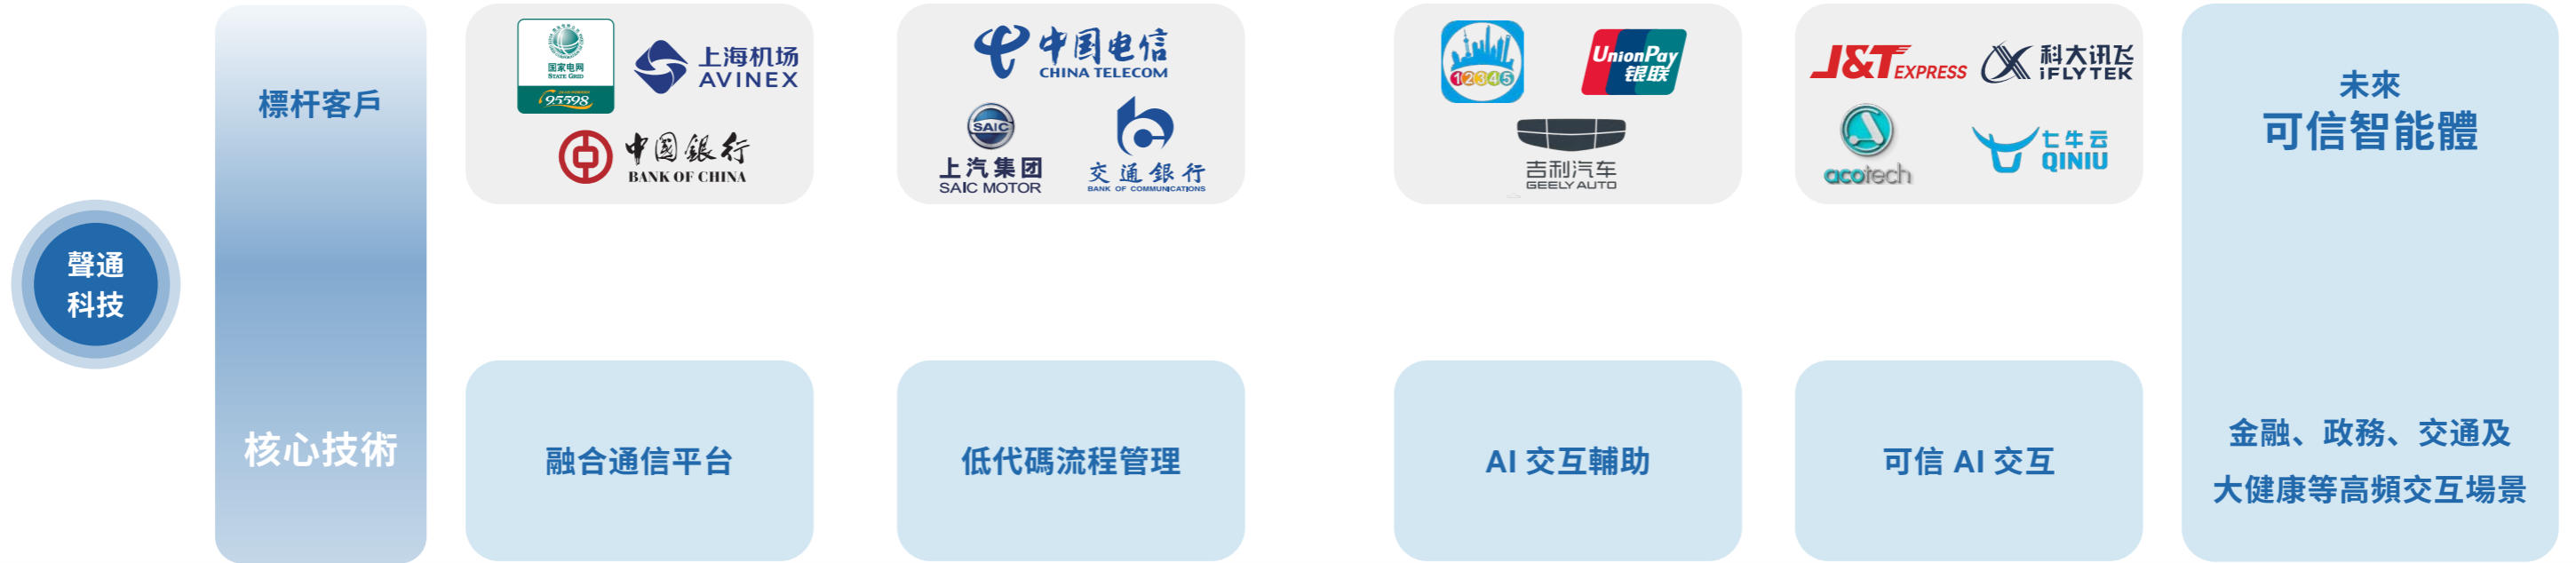 聲通
科技
標杆客戶
国家电网
STATE GRID
95598
上海机场
AVINEX
中國銀行
BANK OF CHINA
中国电信
CHINA TELECOM
SAIC
上汽集团
SAIC MOTOR
交通銀行
BANK OF COMMUNICATIONS
12345
UnionPay
银联
吉利汽车
GEELY AUTO
J&T EXPRESS
科大讯飞
iFLYTEK
acotech
七牛云
QINIU
未來
可信智能體
核心技術
融合通信平台
低代碼流程管理
AI 交互輔助
可信 AI 交互
金融、政務、交通及
大健康等高頻交互場景